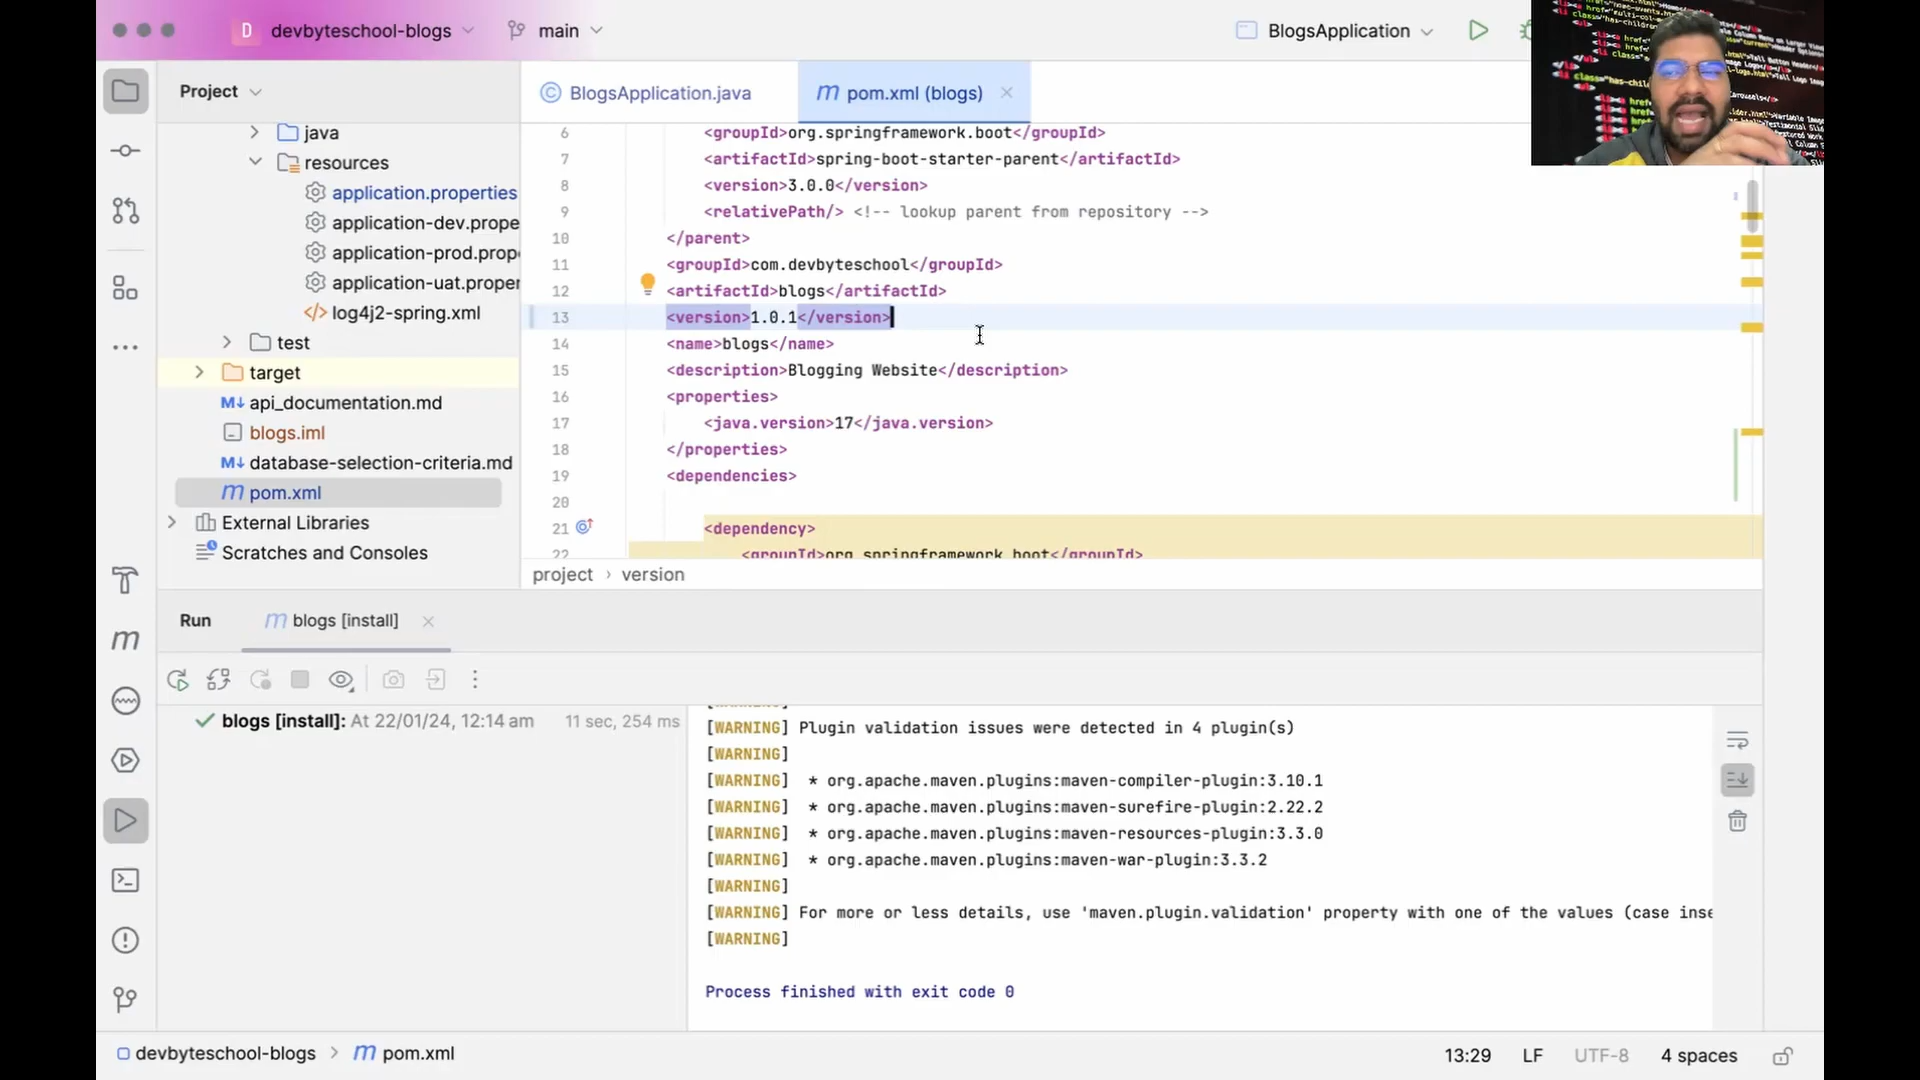 D devbyteschool-blogs
main
BlogsApplication
Project
java
resources
application.properties
application-dev.prope
application-prod.prop
application-uat.proper
</> log4j2-spring.xml
test
target
M↓ api_documentation.md
blogs.iml
M↓ database-selection-criteria.md
m pom.xml
External Libraries
Scratches and Consoles
BlogsApplication.java
m pom.xml (blogs)
6 <groupId>org.springframework.boot</groupId>
7 <artifactId>spring-boot-starter-parent</artifactId>
8 <version>3.0.0</version>
9 <relativePath/> <!-- lookup parent from repository -->
10 </parent>
11 <groupId>com.devbyteschool</groupId>
12 <artifactId>blogs</artifactId>
13 <version>1.0.1</version>
14 <name>blogs</name>
15 <description>Blogging Website</description>
16 <properties>
17 <java.version>17</java.version>
18 </properties>
19 <dependencies>
20
21 <dependency>
22 <groupId>org.springframework.boot</groupId>
project › version
Run
m blogs [install]
blogs [install]: At 22/01/24, 12:14 am 11 sec, 254 ms
[WARNING] Plugin validation issues were detected in 4 plugin(s)
[WARNING]
[WARNING] * org.apache.maven.plugins:maven-compiler-plugin:3.10.1
[WARNING] * org.apache.maven.plugins:maven-surefire-plugin:2.22.2
[WARNING] * org.apache.maven.plugins:maven-resources-plugin:3.3.0
[WARNING] * org.apache.maven.plugins:maven-war-plugin:3.3.2
[WARNING]
[WARNING] For more or less details, use 'maven.plugin.validation' property with one of the values (case inse
[WARNING]
Process finished with exit code 0
devbyteschool-blogs > m pom.xml
13:29 LF UTF-8 4 spaces